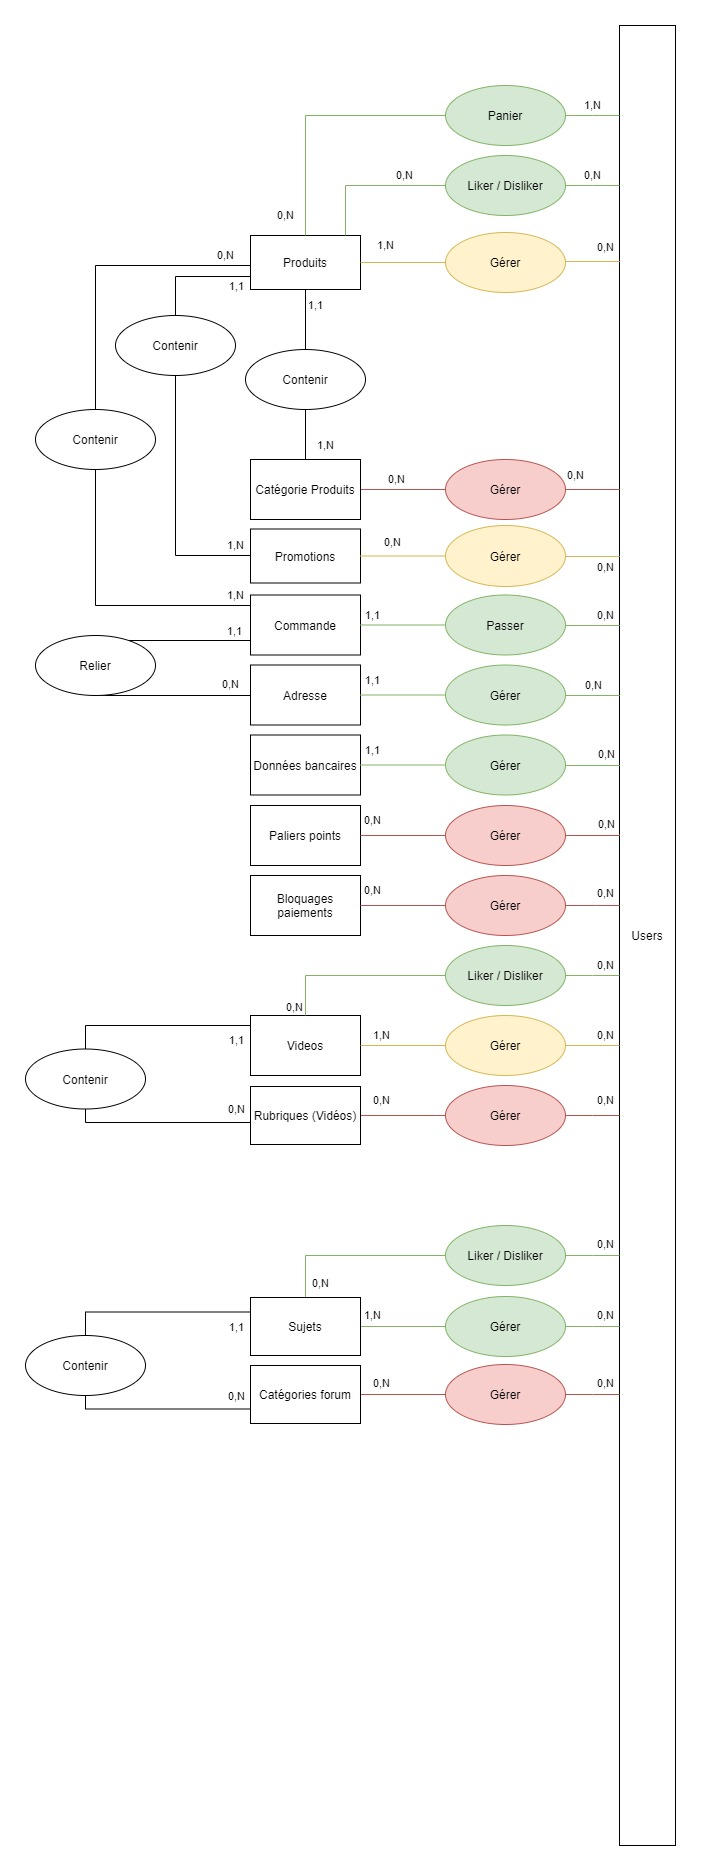 Panier
1,N
0,N
Liker / Disliker
0,N
0,N
0,N
Produits
1,N
Gérer
0,N
1,1
1,1
Contenir
Contenir
Contenir
1,N
Catégorie Produits
0,N
Gérer
0,N
1,N
Promotions
0,N
Gérer
0,N
1,N
Commande
1,1
Passer
0,N
1,1
Relier
0,N
Adresse
1,1
Gérer
0,N
Données bancaires
1,1
Gérer
0,N
Paliers points
0,N
Gérer
0,N
Bloquages
paiements
0,N
Gérer
0,N
Users
Liker / Disliker
0,N
0,N
Videos
1,N
Gérer
0,N
1,1
Contenir
0,N
Rubriques (Vidéos)
0,N
Gérer
0,N
Liker / Disliker
0,N
0,N
Sujets
1,N
Gérer
0,N
1,1
Contenir
0,N
Catégories forum
0,N
Gérer
0,N